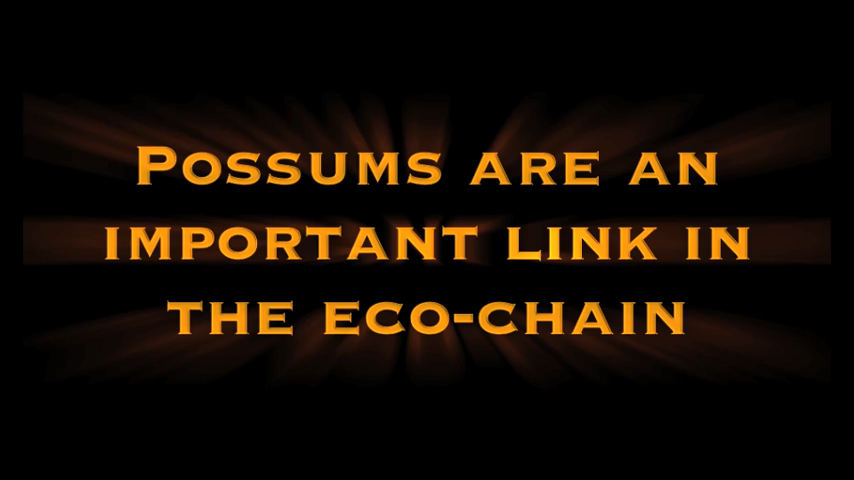 Possums are an
important link in
the eco-chain